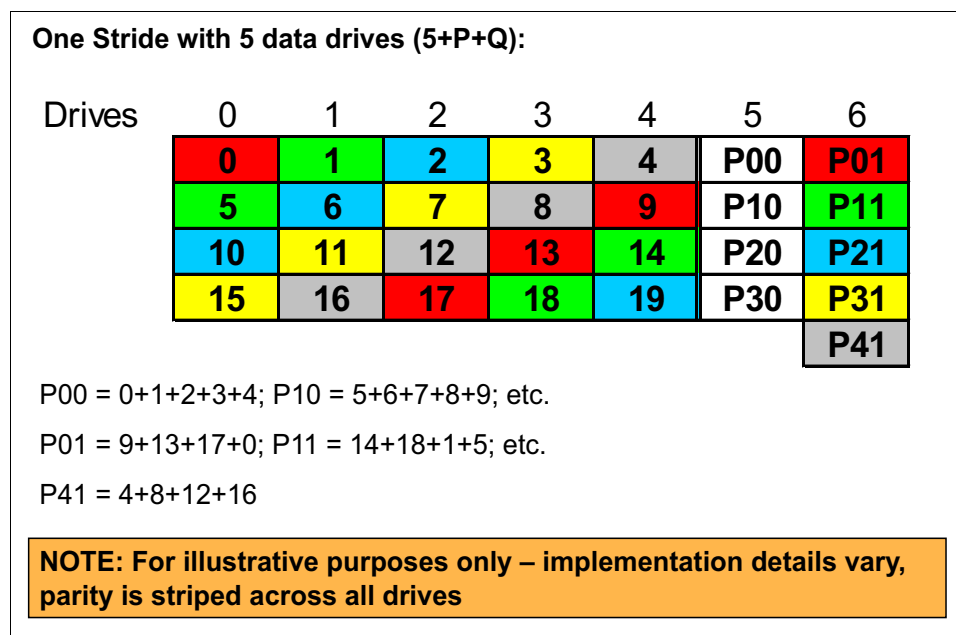 One Stride with 5 data drives (5+P+Q):
Drives 0 1 2 3 4 5 6
0 1 2 3 4 P00 P01
5 6 7 8 9 P10 P11
10 11 12 13 14 P20 P21
15 16 17 18 19 P30 P31
P41
P00 = 0+1+2+3+4; P10 = 5+6+7+8+9; etc.
P01 = 9+13+17+0; P11 = 14+18+1+5; etc.
P41 = 4+8+12+16
NOTE: For illustrative purposes only – implementation details vary,
parity is striped across all drives